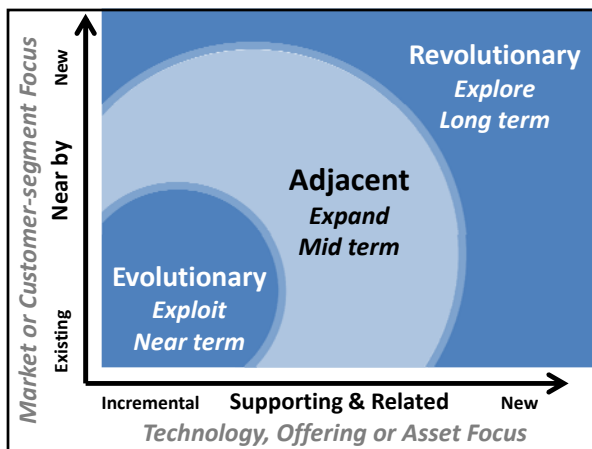 Market or Customer-segment Focus
New
Near by
Existing
Revolutionary
Explore
Long term
Adjacent
Expand
Mid term
Evolutionary
Exploit
Near term
Incremental Supporting & Related New
Technology, Offering or Asset Focus